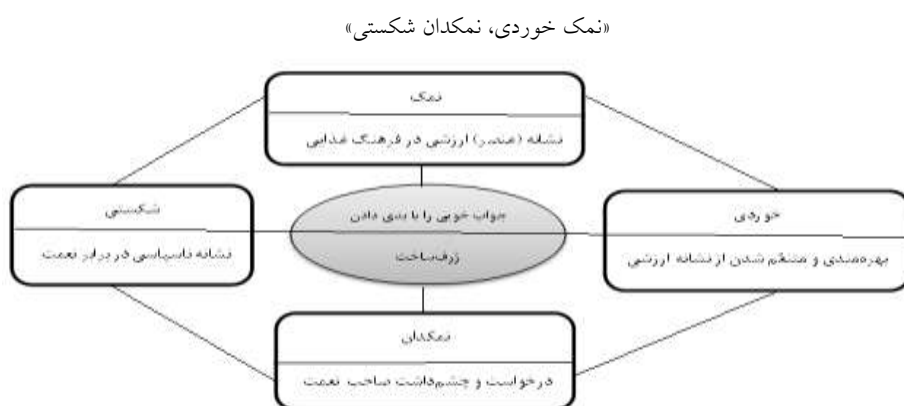 «نمک خوردی، نمکدان شکستی»
نمک
نشانه (عنصر) ارزشی در فرهنگ غذایی
خوردی
بهره‌مندی و متنعّم شدن از نشانه ارزشی
جواب خوبی را با بدی دادن
ژرف‌ساخت
شکستی
نشانه ناسپاسی در برابر نعمت
نمکدان
درخواست و چشم‌داشت صاحب نعمت